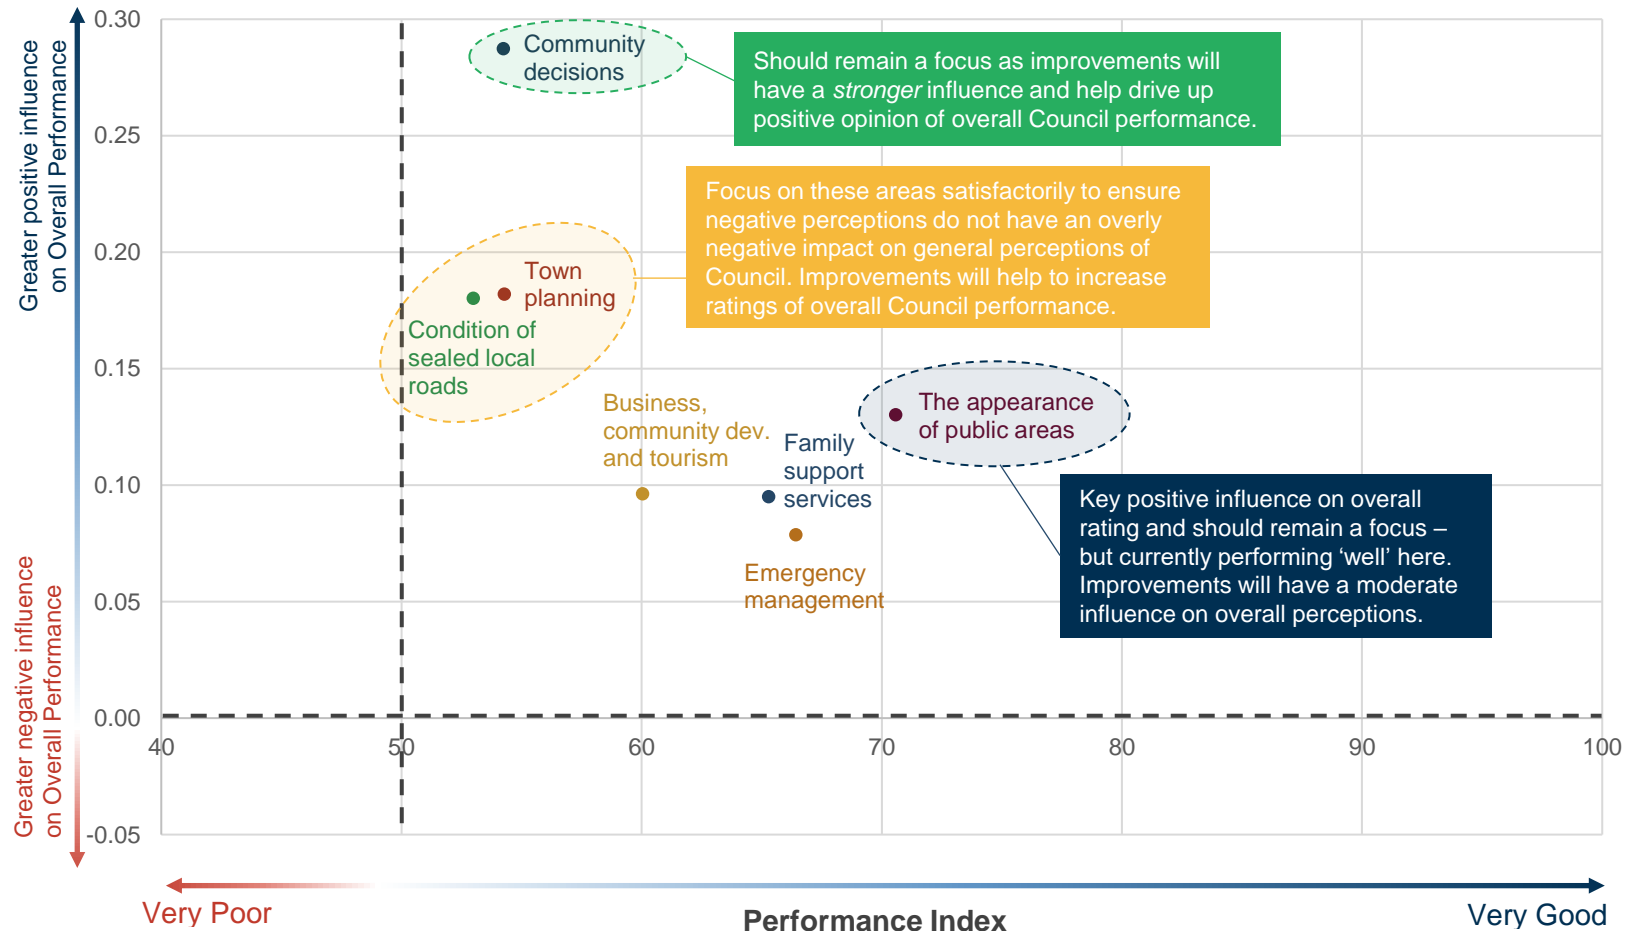 Greater positive influence
on Overall Performance
Greater negative influence
on Overall Performance
0.30
0.25
0.20
0.15
0.10
0.05
0.00
-0.05
40
50
60
70
80
90
100
Community
decisions
Should remain a focus as improvements will
have a stronger influence and help drive up
positive opinion of overall Council performance.
Focus on these areas satisfactorily to ensure
negative perceptions do not have an overly
negative impact on general perceptions of
Council. Improvements will help to increase
ratings of overall Council performance.
Town
planning
Condition of
sealed local
roads
Business,
community dev.
and tourism
Family
support
services
The appearance
of public areas
Emergency
management
Key positive influence on overall
rating and should remain a focus –
but currently performing ‘well’ here.
Improvements will have a moderate
influence on overall perceptions.
Very Poor
Performance Index
Very Good